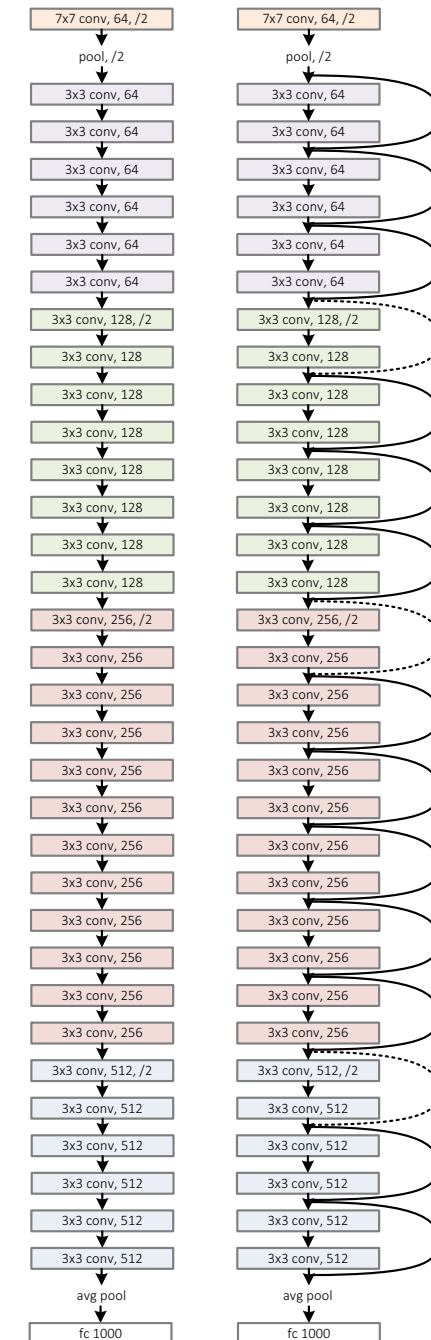 7x7 conv, 64, /2
pool, /2
3x3 conv, 64
3x3 conv, 64
3x3 conv, 64
3x3 conv, 64
3x3 conv, 64
3x3 conv, 64
3x3 conv, 128, /2
3x3 conv, 128
3x3 conv, 128
3x3 conv, 128
3x3 conv, 128
3x3 conv, 128
3x3 conv, 128
3x3 conv, 128
3x3 conv, 256, /2
3x3 conv, 256
3x3 conv, 256
3x3 conv, 256
3x3 conv, 256
3x3 conv, 256
3x3 conv, 256
3x3 conv, 256
3x3 conv, 256
3x3 conv, 256
3x3 conv, 256
3x3 conv, 256
3x3 conv, 512, /2
3x3 conv, 512
3x3 conv, 512
3x3 conv, 512
3x3 conv, 512
3x3 conv, 512
avg pool
fc 1000
7x7 conv, 64, /2
pool, /2
3x3 conv, 64
3x3 conv, 64
3x3 conv, 64
3x3 conv, 64
3x3 conv, 64
3x3 conv, 64
3x3 conv, 128, /2
3x3 conv, 128
3x3 conv, 128
3x3 conv, 128
3x3 conv, 128
3x3 conv, 128
3x3 conv, 128
3x3 conv, 128
3x3 conv, 256, /2
3x3 conv, 256
3x3 conv, 256
3x3 conv, 256
3x3 conv, 256
3x3 conv, 256
3x3 conv, 256
3x3 conv, 256
3x3 conv, 256
3x3 conv, 256
3x3 conv, 256
3x3 conv, 256
3x3 conv, 512, /2
3x3 conv, 512
3x3 conv, 512
3x3 conv, 512
3x3 conv, 512
3x3 conv, 512
avg pool
fc 1000